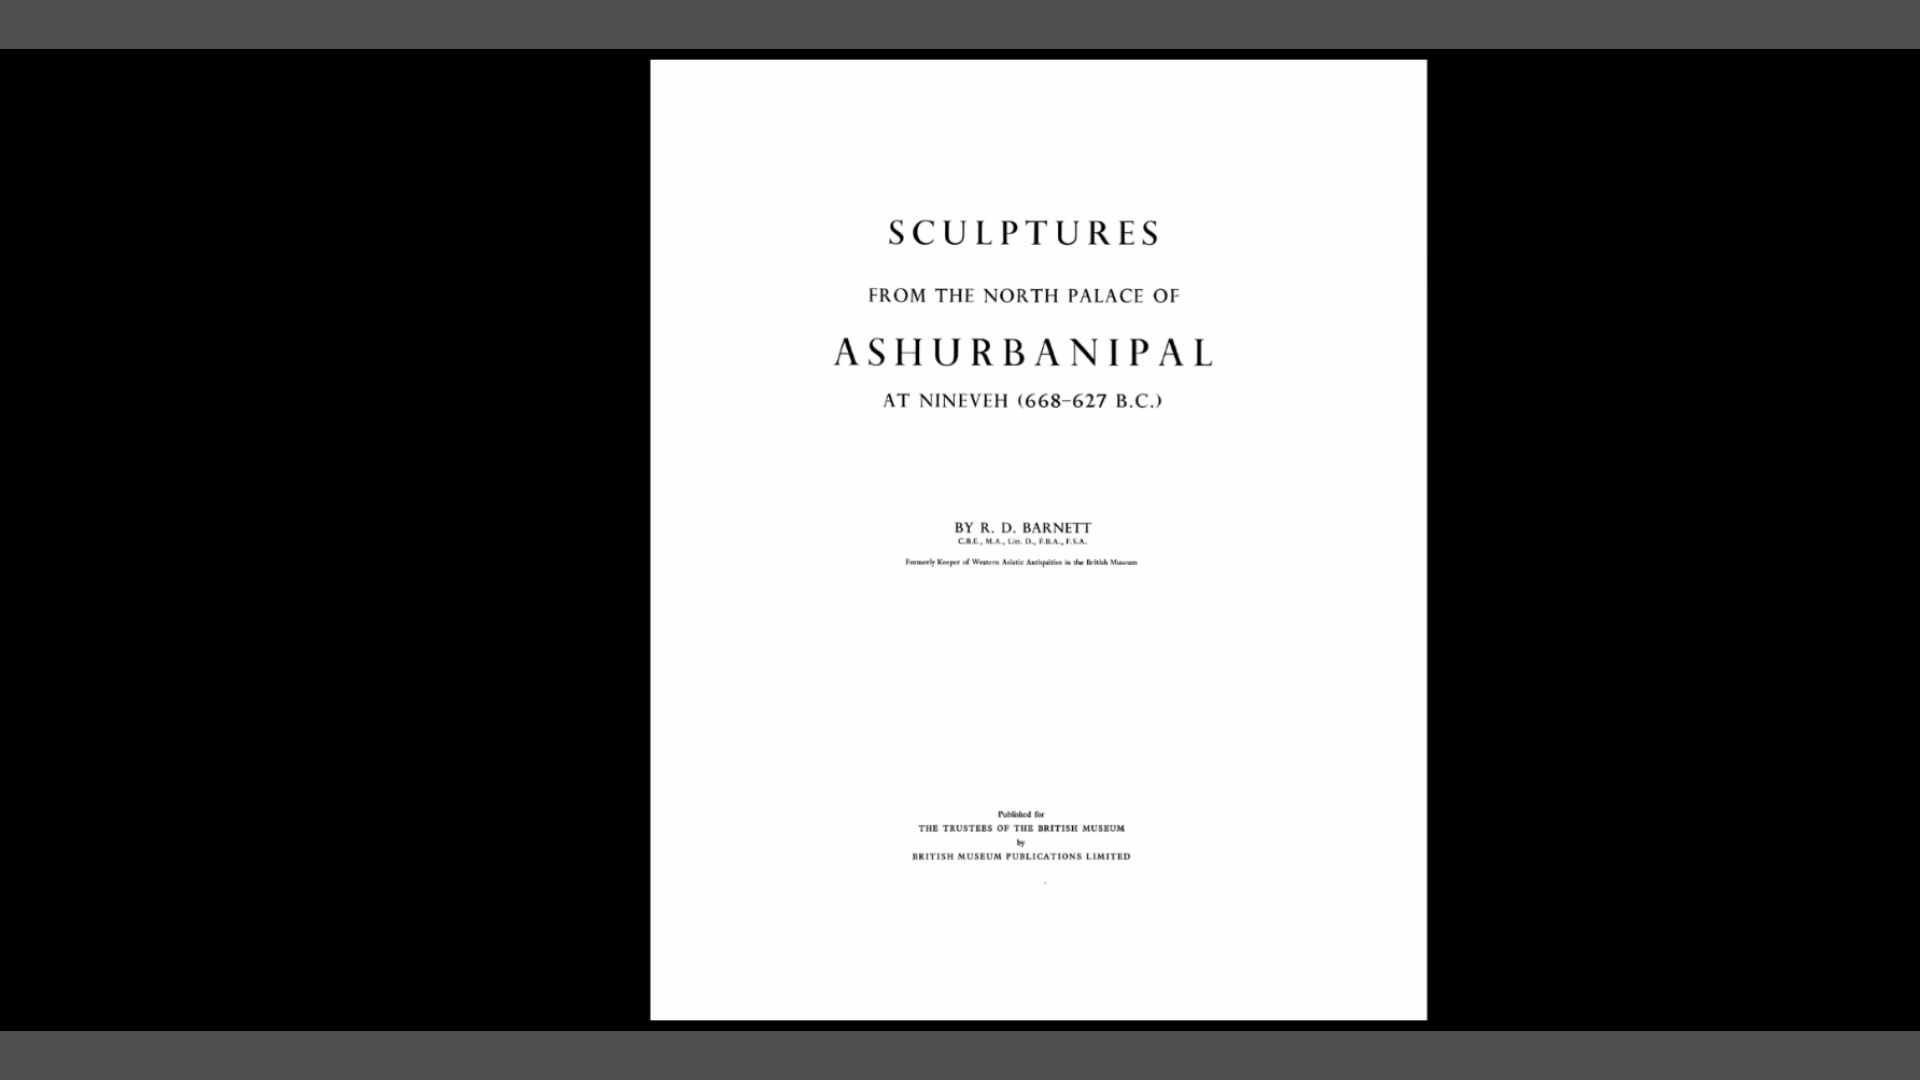 SCULPTURES
FROM THE NORTH PALACE OF
ASHURBANIPAL
AT NINEVEH (668–627 B.C.)
BY R. D. BARNETT
C.B.E., M.A., Litt. D., F.B.A., F.S.A.
Formerly Keeper of Western Asiatic Antiquities in the British Museum
Published for
THE TRUSTEES OF THE BRITISH MUSEUM
by
BRITISH MUSEUM PUBLICATIONS LIMITED